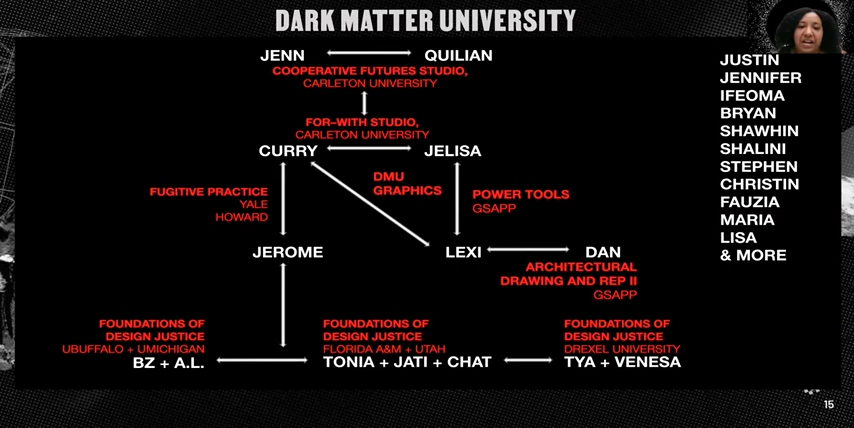 DARK MATTER UNIVERSITY
JENN
QUILIAN
COOPERATIVE FUTURES STUDIO,
CARLETON UNIVERSITY
FOR–WITH STUDIO,
CARLETON UNIVERSITY
CURRY
JELISA
DMU
GRAPHICS
FUGITIVE PRACTICE
YALE
HOWARD
POWER TOOLS
GSAPP
JEROME
LEXI
DAN
ARCHITECTURAL
DRAWING AND REP II
GSAPP
FOUNDATIONS OF
DESIGN JUSTICE
UBUFFALO + UMICHIGAN
BZ + A.L.
FOUNDATIONS OF
DESIGN JUSTICE
FLORIDA A&M + UTAH
TONIA + JATI + CHAT
FOUNDATIONS OF
DESIGN JUSTICE
DREXEL UNIVERSITY
TYA + VENESA
JUSTIN
JENNIFER
IFEOMA
BRYAN
SHAWHIN
SHALINI
STEPHEN
CHRISTIN
FAUZIA
MARIA
LISA
& MORE
15